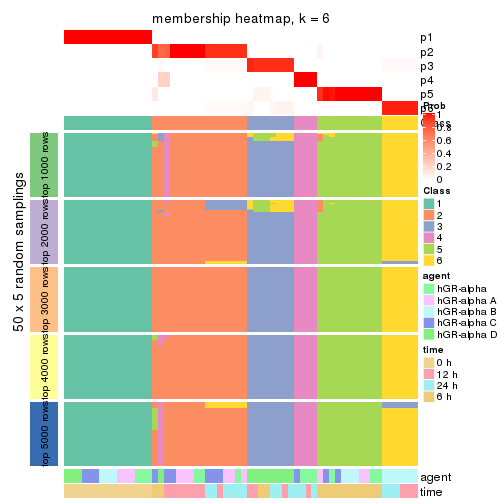 membership heatmap, k = 6
p1
p2
p3
p4
p5
p6
Class
50 x 5 random samplings
top 1000 rows
top 2000 rows
top 3000 rows
top 4000 rows
top 5000 rows
agent
time
Prob
1
0.8
0.6
0.4
0.2
0
Class
1
2
3
4
5
6
agent
hGR-alpha
hGR-alpha A
hGR-alpha B
hGR-alpha C
hGR-alpha D
time
0 h
12 h
24 h
6 h